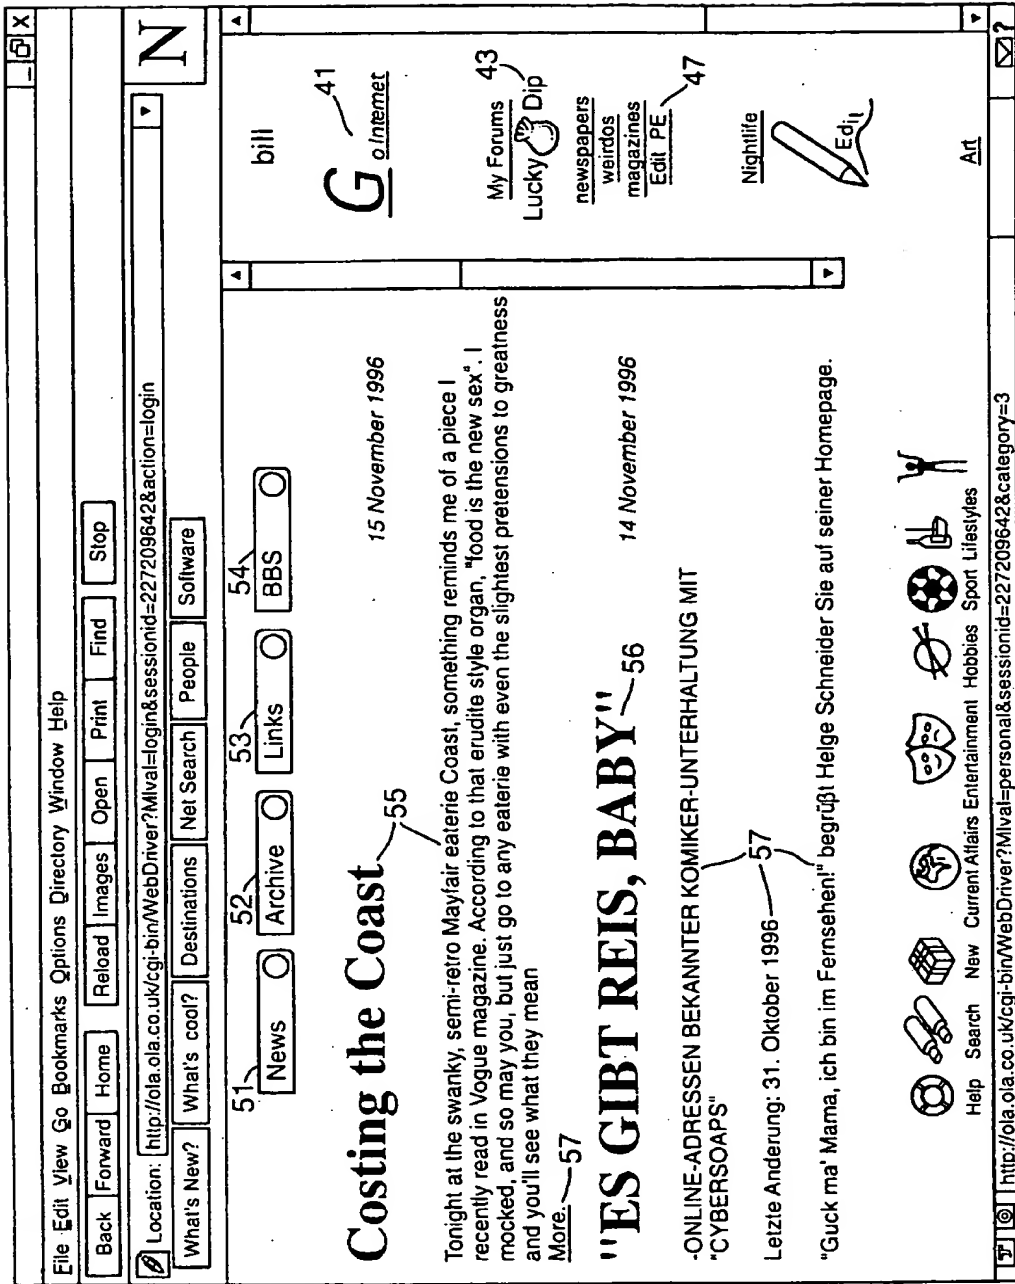 File Edit View Go Bookmarks Options Directory Window Help
Back Forward Home Reload Images Open Print Find Stop
Location: http://ola.ola.co.uk/cgi-bin/WebDriver?MIval=login&sessionid=227209642&action=login
N
What's New? What's cool? Destinations Net Search People Software
51 52 53 54
News Archive Links BBS
bill
Costing the Coast 55 15 November 1996
Tonight at the swanky, semi-retro Mayfair eaterie Coast, something reminds me of a piece I
recently read in Vogue magazine. According to that erudite style organ, "food is the new sex". I
mocked, and so may you, but just go to any eaterie with even the slightest pretensions to greatness
and you'll see what they mean
More. 57
"ES GIBT REIS, BABY" 56 14 November 1996
-ONLINE-ADRESSEN BEKANNTER KOMIKER-UNTERHALTUNG MIT
"CYBERSOAPS"
Letzte Anderung: 31. Oktober 1996 57
"Guck ma' Mama, ich bin im Fernsehen!" begrüßt Helge Schneider Sie auf seiner Homepage.
Go Internet 41
My Forums 43
Lucky Dip
newspapers
weirdos
magazines
Edit PE 47
Nightlife
Edit
Art
Help Search New Current Affairs Entertainment Hobbies Sport Lifestyles
http://ola.ola.co.uk/cgi-bin/WebDriver?MIval=personal&sessionid=227209642&category=3
?